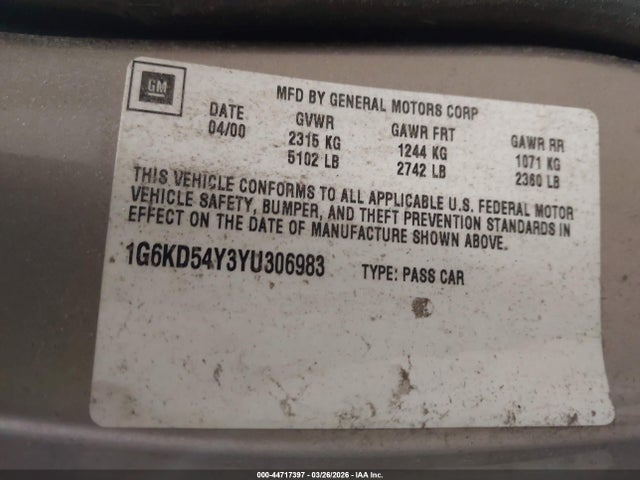 GM
MFD BY GENERAL MOTORS CORP
DATE GVWR GAWR FRT GAWR RR
04/00 2315 KG 1244 KG 1071 KG
5102 LB 2742 LB 2360 LB
THIS VEHICLE CONFORMS TO ALL APPLICABLE U.S. FEDERAL MOTOR
VEHICLE SAFETY, BUMPER, AND THEFT PREVENTION STANDARDS IN
EFFECT ON THE DATE OF MANUFACTURE SHOWN ABOVE.
1G6KD54Y3YU306983 TYPE: PASS CAR
000-44717397 - 03/26/2026 - IAA Inc.